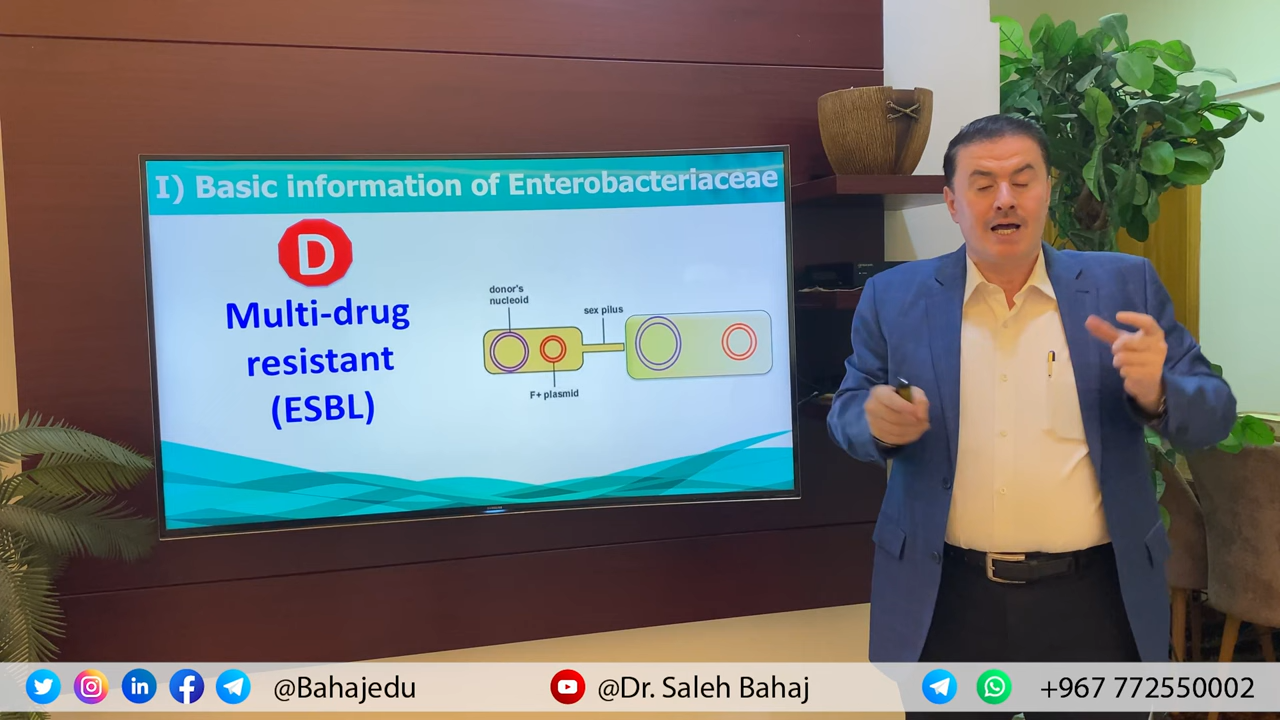 I) Basic information of Enterobacteriaceae
D
Multi-drug
resistant
(ESBL)
donor's
nucleoid
sex pilus
F+ plasmid
@Bahajedu
@Dr. Saleh Bahaj
+967 772550002